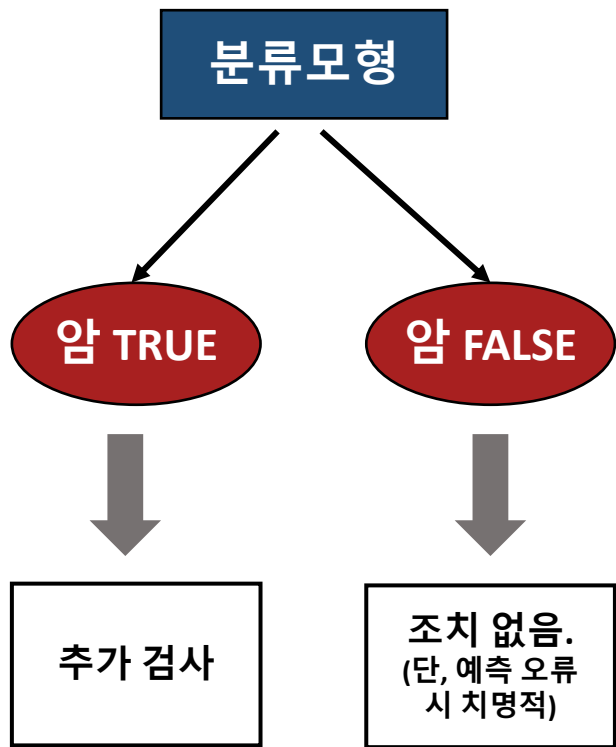 분류모형
암 TRUE
암 FALSE
추가 검사
조치 없음.
(단, 예측 오류
시 치명적)